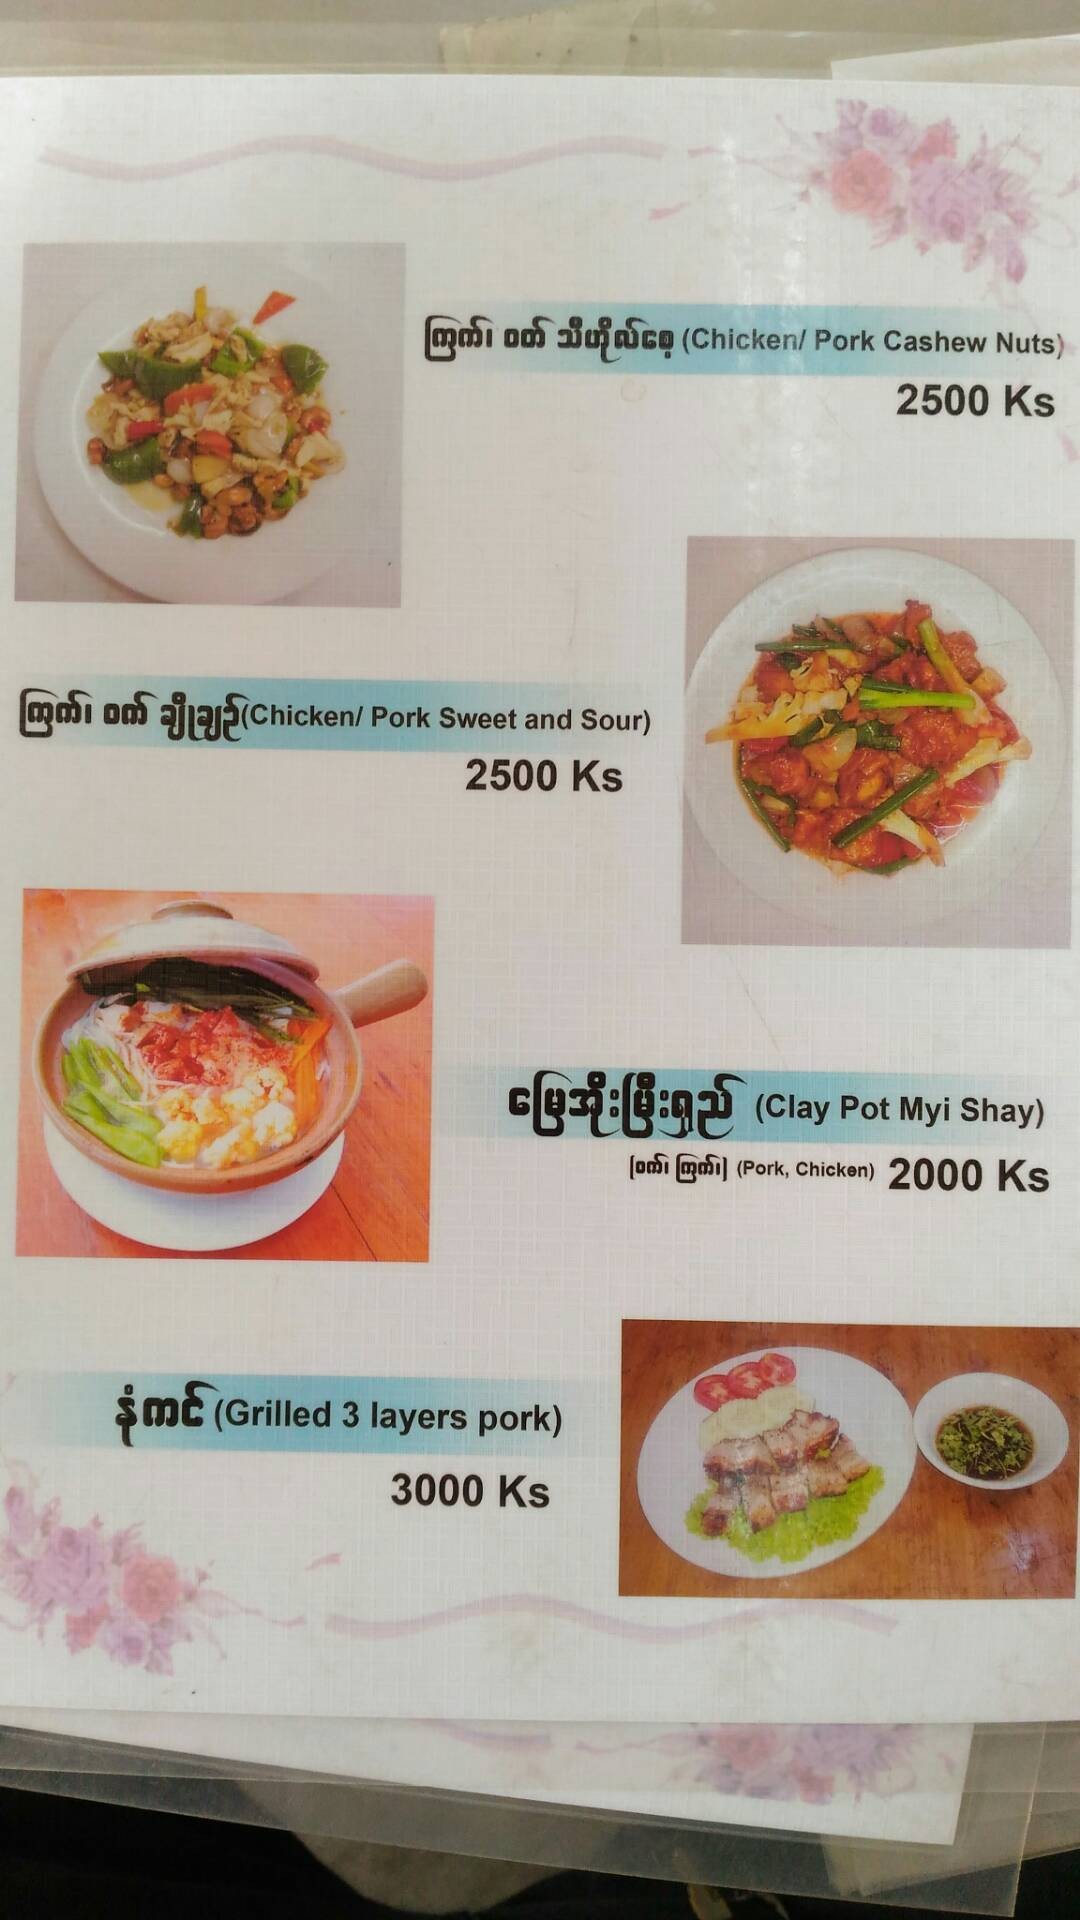 ကြက်၊ ဝတ် သီဟိုလ်စေ့ (Chicken/ Pork Cashew Nuts)
2500 Ks
ကြက်၊ ဝက် ချိုချဉ်(Chicken/ Pork Sweet and Sour)
2500 Ks
မြေအိုးမြီးရှည် (Clay Pot Myi Shay)
[ဝက်၊ ကြက်၊] (Pork, Chicken) 2000 Ks
နံကင် (Grilled 3 layers pork)
3000 Ks